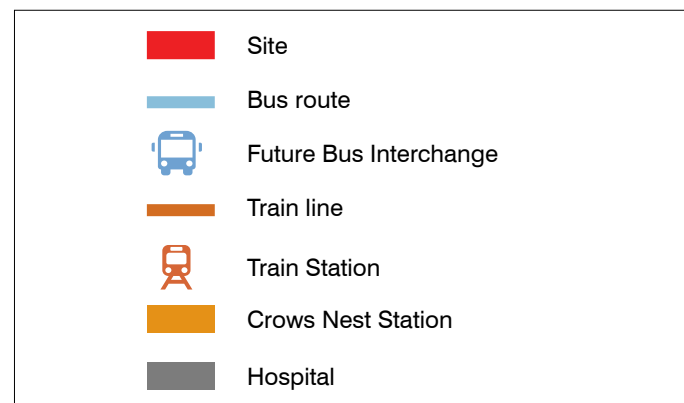 Site
Bus route
Future Bus Interchange
Train line
Train Station
Crows Nest Station
Hospital